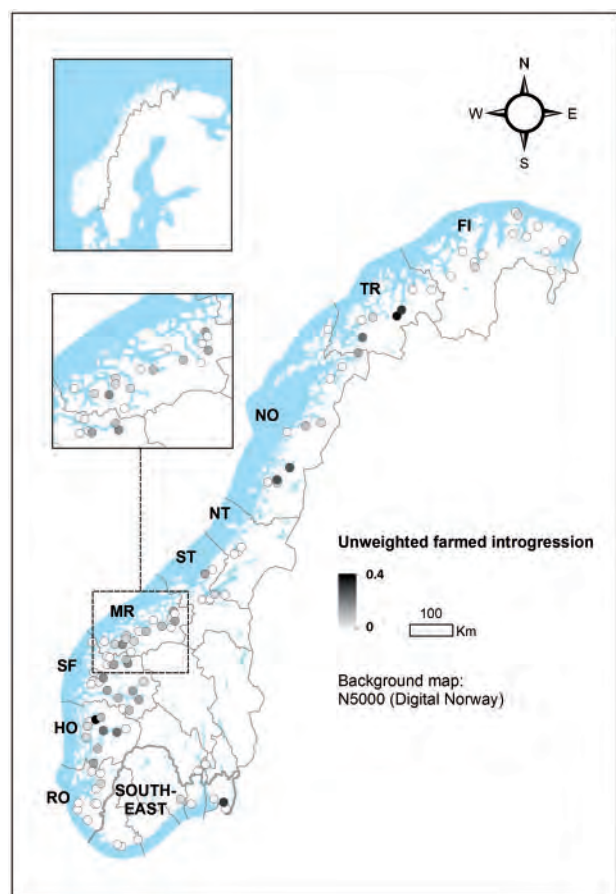 N
W E
S
FI
TR
NO
NT
ST
MR
SF
HO
RO
SOUTH-
EAST
Unweighted farmed introgression
0.4
0
100
Km
Background map:
N5000 (Digital Norway)